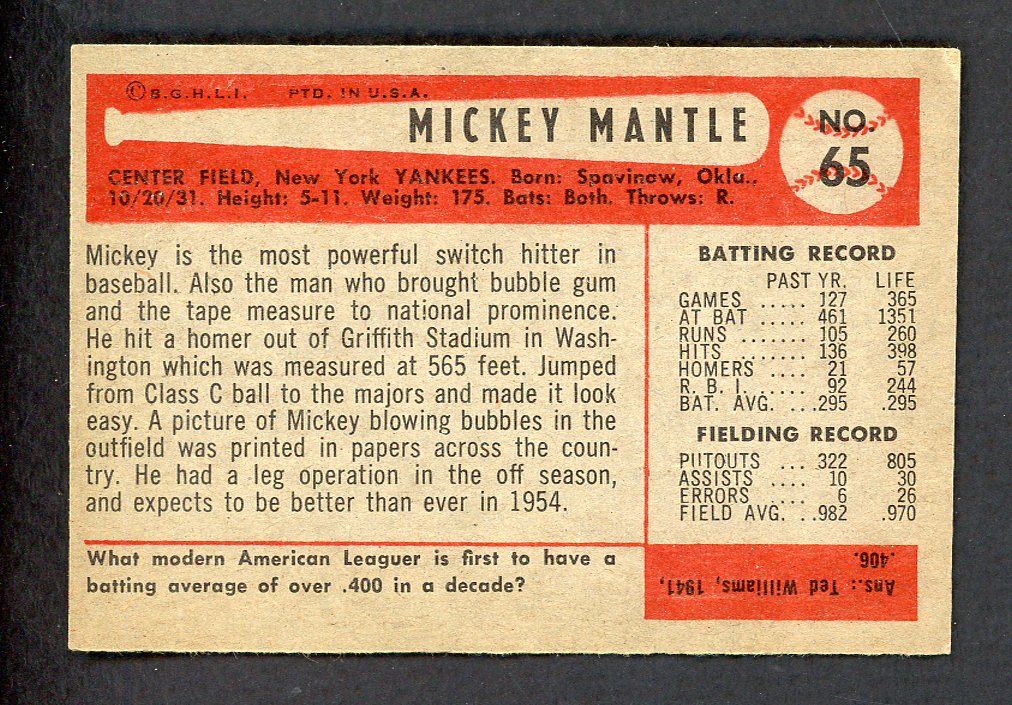 ©B.G.H.L.I. PTD. IN U.S.A.
MICKEY MANTLE
NO.
65
CENTER FIELD, New York YANKEES. Born: Spavinaw, Okla.,
10/20/31. Height: 5-11. Weight: 175. Bats: Both. Throws: R.
Mickey is the most powerful switch hitter in
baseball. Also the man who brought bubble gum
and the tape measure to national prominence.
He hit a homer out of Griffith Stadium in Wash-
ington which was measured at 565 feet. Jumped
from Class C ball to the majors and made it look
easy. A picture of Mickey blowing bubbles in the
outfield was printed in papers across the coun-
try. He had a leg operation in the off season,
and expects to be better than ever in 1954.
BATTING RECORD
PAST YR. LIFE
GAMES ..... 127 365
AT BAT ..... 461 1351
RUNS ....... 105 260
HITS ....... 136 398
HOMERS .... 21 57
R. B. I. ..... 92 244
BAT. AVG. ...295 .295
FIELDING RECORD
PUTOUTS ... 322 805
ASSISTS .... 10 30
ERRORS .... 6 26
FIELD AVG. ..982 .970
What modern American Leaguer is first to have a
batting average of over .400 in a decade?
Ans.: Ted Williams, 1941,
.406.